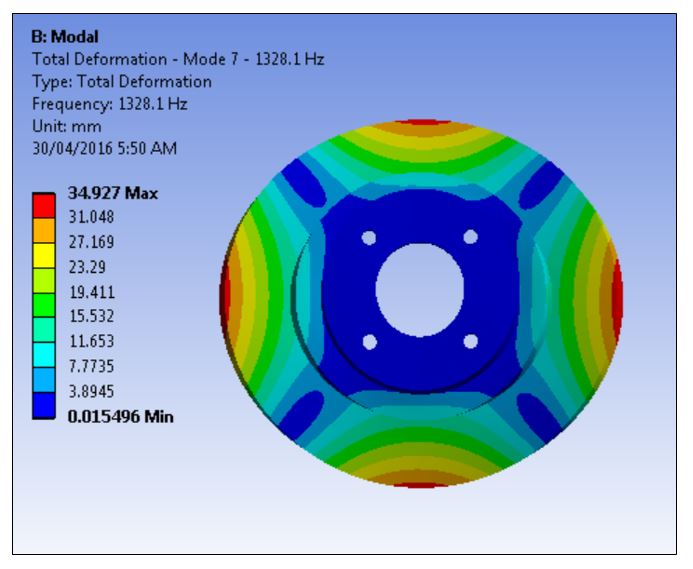 B: Modal
Total Deformation - Mode 7 - 1328.1 Hz
Type: Total Deformation
Frequency: 1328.1 Hz
Unit: mm
30/04/2016 5:50 AM
34.927 Max
31.048
27.169
23.29
19.411
15.532
11.653
7.7735
3.8945
0.015496 Min